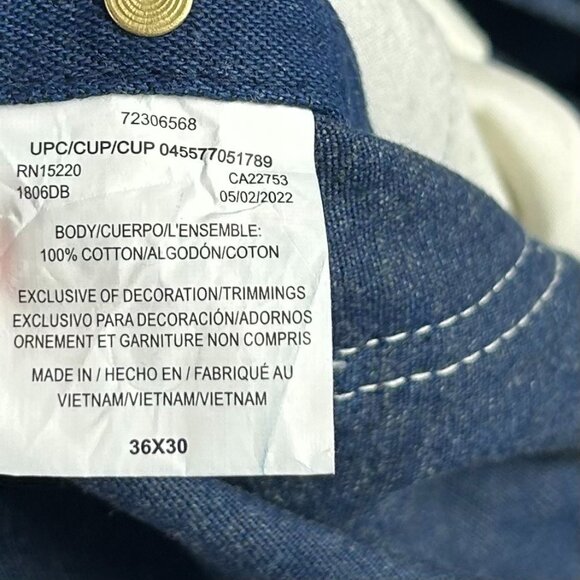 72306568
UPC/CUP/CUP 045577051789
RN15220 CA22753
1806DB 05/02/2022
BODY/CUERPO/L'ENSEMBLE:
100% COTTON/ALGODÓN/COTON
EXCLUSIVE OF DECORATION/TRIMMINGS
EXCLUSIVO PARA DECORACIÓN/ADORNOS
ORNEMENT ET GARNITURE NON COMPRIS
MADE IN / HECHO EN / FABRIQUÉ AU
VIETNAM/VIETNAM/VIETNAM
36X30